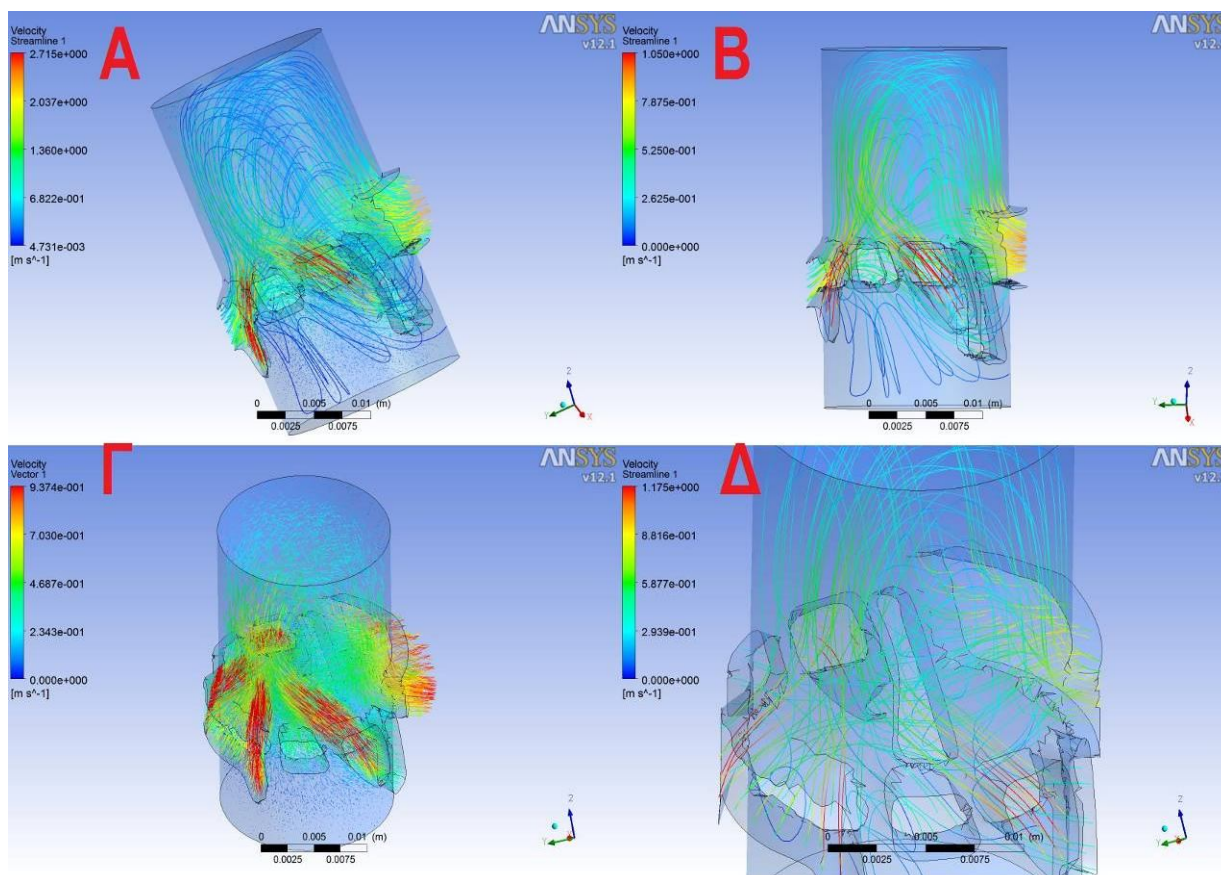 Velocity
Streamline 1
2.715e+000
2.037e+000
1.360e+000
6.822e-001
4.731e-003
[m s^-1]
Α
ANSYS
v12.1
0 0.005 0.01 (m)
0.0025 0.0075
Z
Y
X
Velocity
Streamline 1
1.050e+000
7.875e-001
5.250e-001
2.625e-001
0.000e+000
[m s^-1]
Β
ANSYS
v12.1
0 0.005 0.01 (m)
0.0025 0.0075
Z
Y
X
Velocity
Vector 1
9.374e-001
7.030e-001
4.687e-001
2.343e-001
0.000e+000
[m s^-1]
Γ
ANSYS
v12.1
0 0.005 0.01 (m)
0.0025 0.0075
Z
Y
Velocity
Streamline 1
1.175e+000
8.816e-001
5.877e-001
2.939e-001
0.000e+000
[m s^-1]
Δ
ANSYS
v12.1
0 0.005 0.01 (m)
0.0025 0.0075
Z
Y